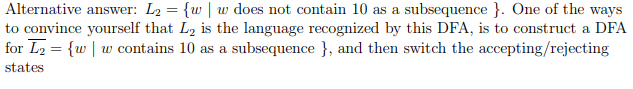 Alternative answer: L₂ = {w | w does not contain 10 as a subsequence }. One of the ways
to convince yourself that L₂ is the language recognized by this DFA, is to construct a DFA
for L̅₂̅ = {w | w contains 10 as a subsequence }, and then switch the accepting/rejecting
states